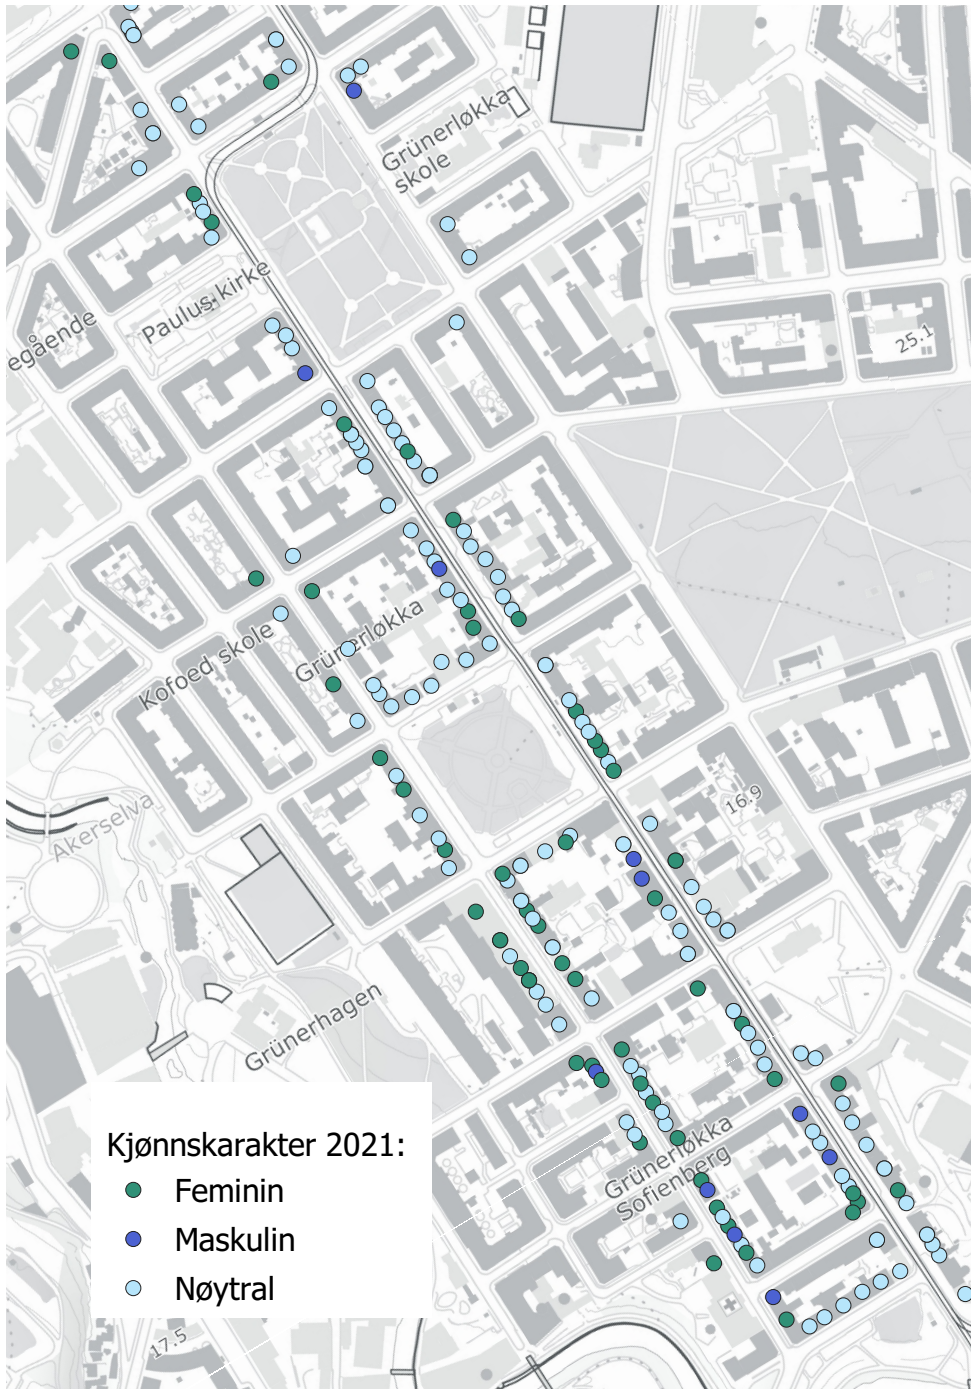 Grünerløkka
skole
Paulus kirke
egående
25.1
Grünerløkka
Kofoed skole
16.9
Akerselva
Grünerhagen
Grünerløkka
Sofienberg
Kjønnskarakter 2021:
Feminin
Maskulin
Nøytral
17.5